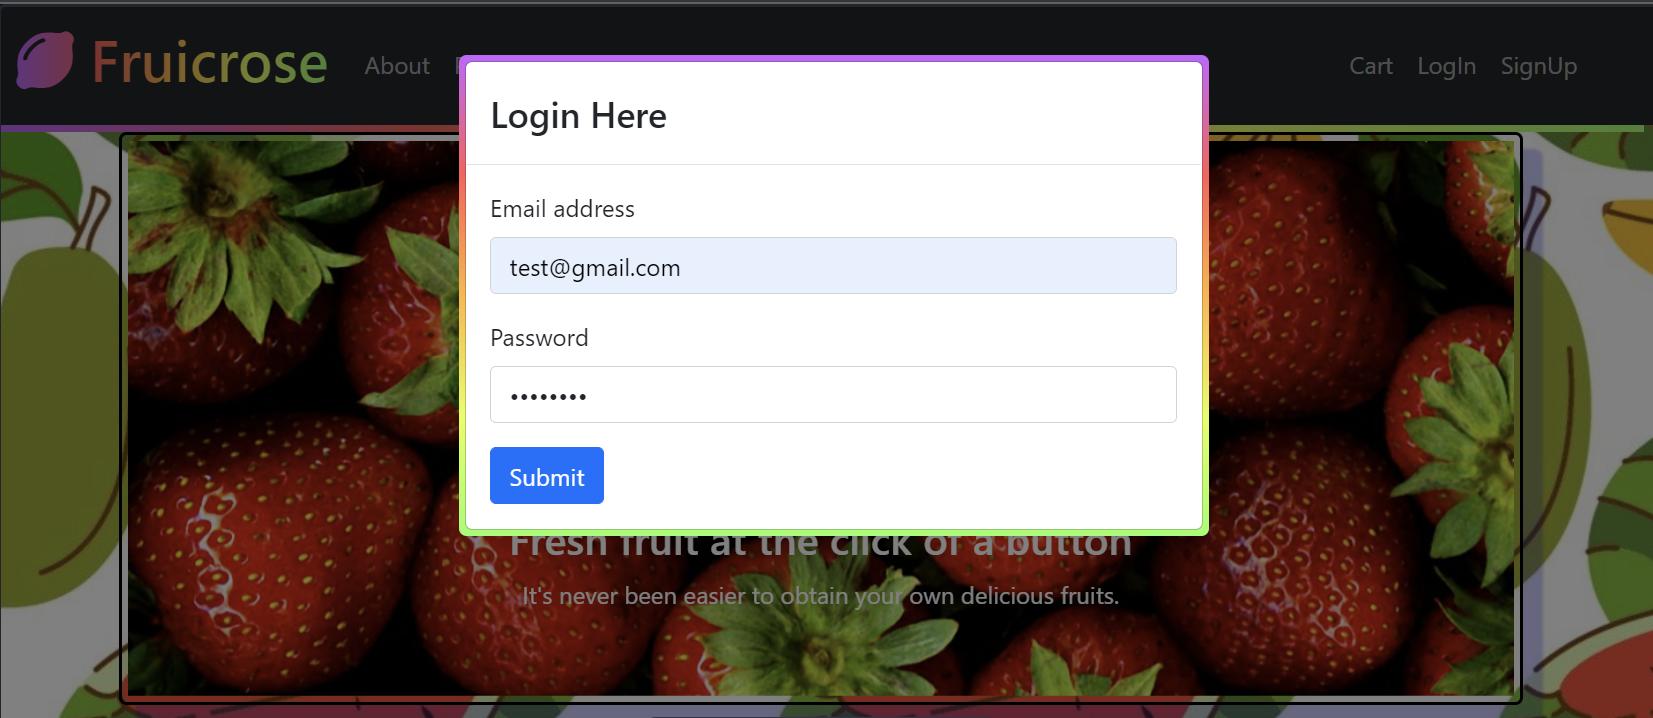 Fruicrose
About
Cart LogIn SignUp
Login Here
Email address
test@gmail.com
Password
••••••••
Submit
Fresh fruit at the click of a button
It's never been easier to obtain your own delicious fruits.